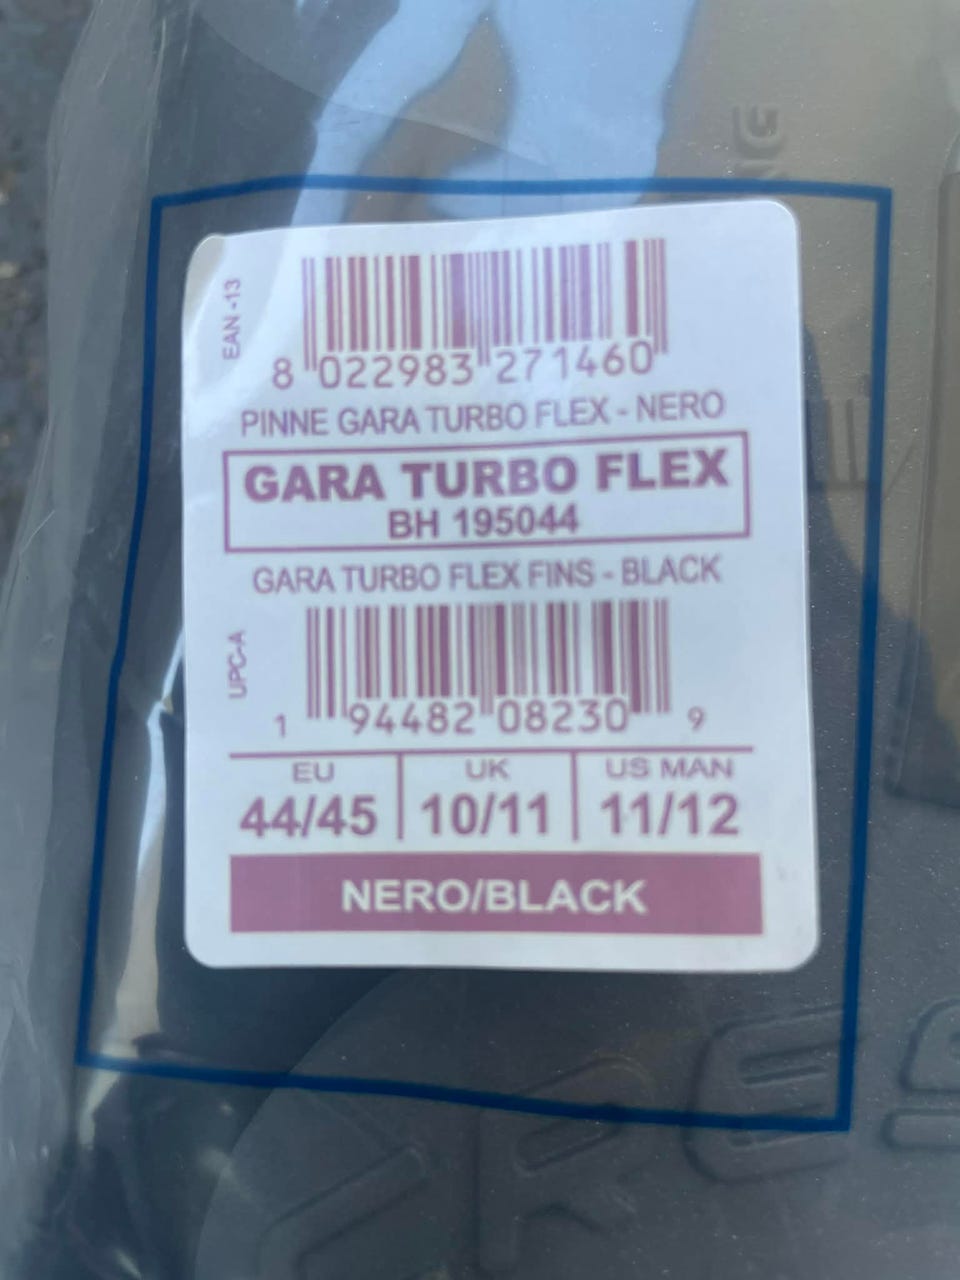 EAN -13
8 022983 271460
PINNE GARA TURBO FLEX - NERO
GARA TURBO FLEX
BH 195044
GARA TURBO FLEX FINS - BLACK
UPC-A
1 94482 08230 9
EU UK US MAN
44/45 10/11 11/12
NERO/BLACK
CRES